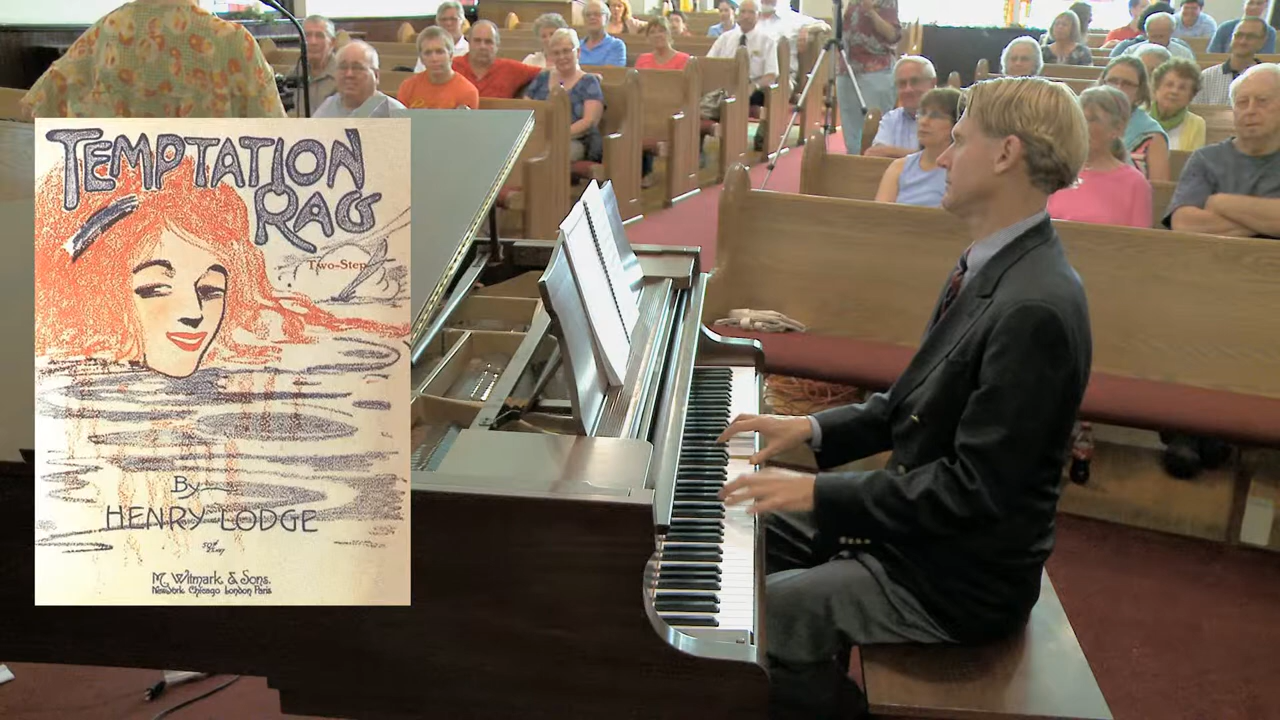 TEMPTATION
RAG
Two-Step
By
HENRY LODGE
M. Witmark & Sons.
New York Chicago London Paris